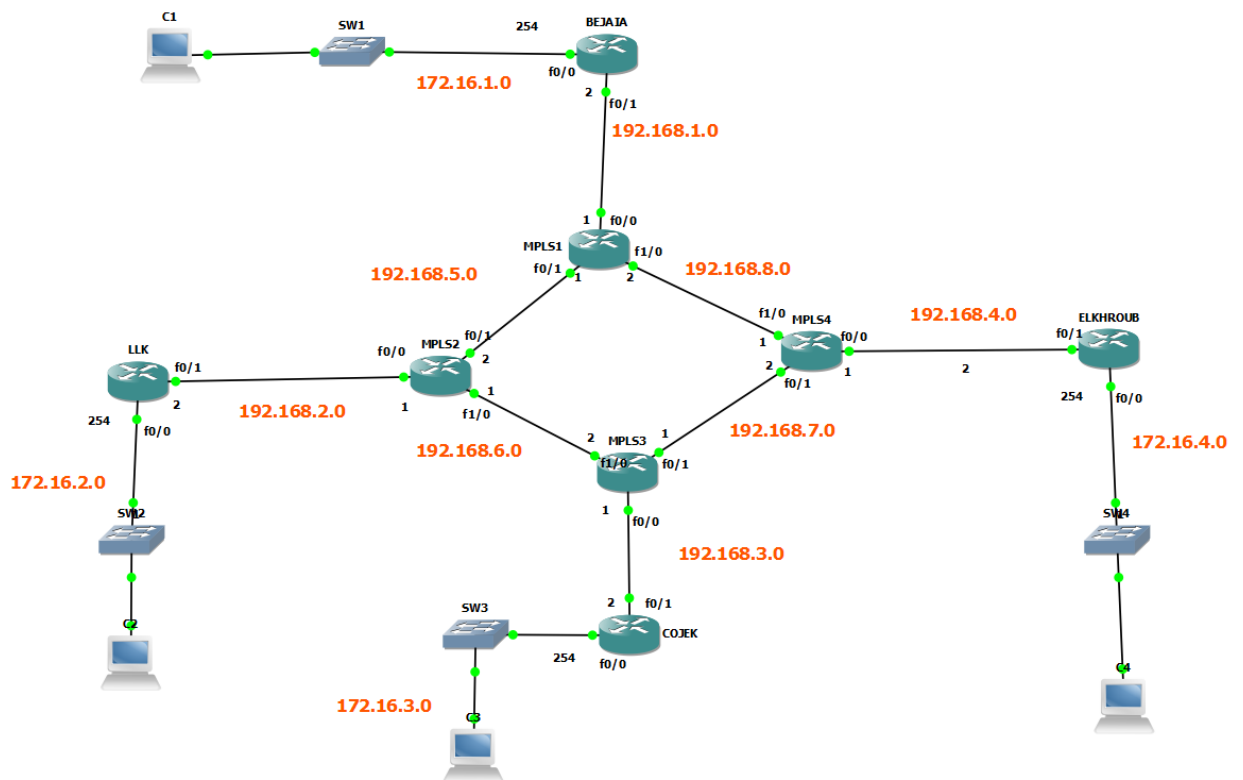 C1
SW1
254
BEJAIA
f0/0
172.16.1.0
2
f0/1
192.168.1.0
1
f0/0
MPLS1
f1/0
f0/1
1
2
192.168.5.0
192.168.8.0
f1/0
MPLS4
f0/0
192.168.4.0
ELKHROUB
f0/1
1
2
f0/1
1
2
254
f0/0
LLK
f0/1
f0/0
MPLS2
f0/1
2
254
2
f0/0
192.168.2.0
1
1
f1/0
192.168.6.0
2
MPLS3
f1/0
1
f0/1
192.168.7.0
172.16.4.0
172.16.2.0
SW2
1
1
f0/0
SW4
1
192.168.3.0
C2
SW3
2
f0/1
COJEK
254
f0/0
172.16.3.0
C3
C4